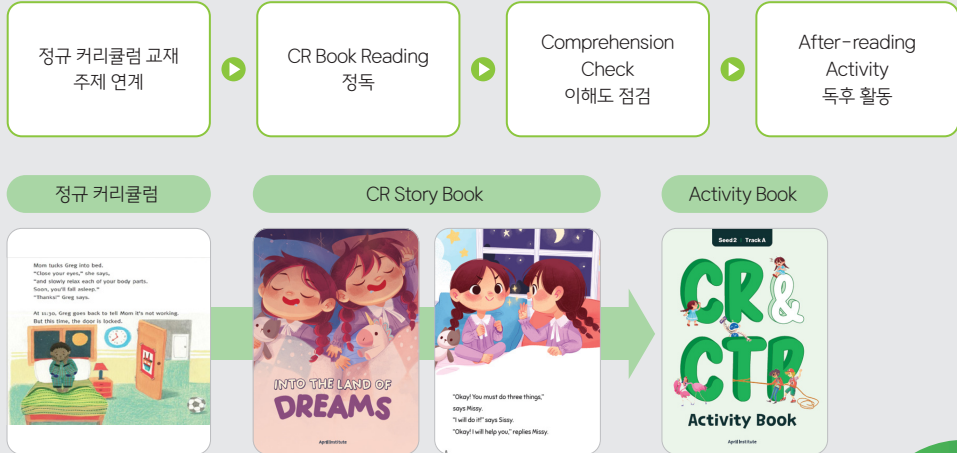 정규 커리큘럼 교재
주제 연계
CR Book Reading
정독
Comprehension
Check
이해도 점검
After-reading
Activity
독후 활동
정규 커리큘럼
CR Story Book
Activity Book
Mom tucks Greg into bed.
"Close your eyes," she says,
"and slowly relax each of your body parts.
Soon, you'll fall asleep."
"Thanks!" Greg says.
At 11:30, Greg goes back to tell Mom it's not working.
But this time, the door is locked.
INTO THE LAND OF
DREAMS
April Institute
"Okay! You must do three things,"
says Missy.
"I will do it!" says Sissy.
"Okay! I will help you," replies Missy.
Seed 2 Track A
CR &
CTP
Activity Book
April Institute